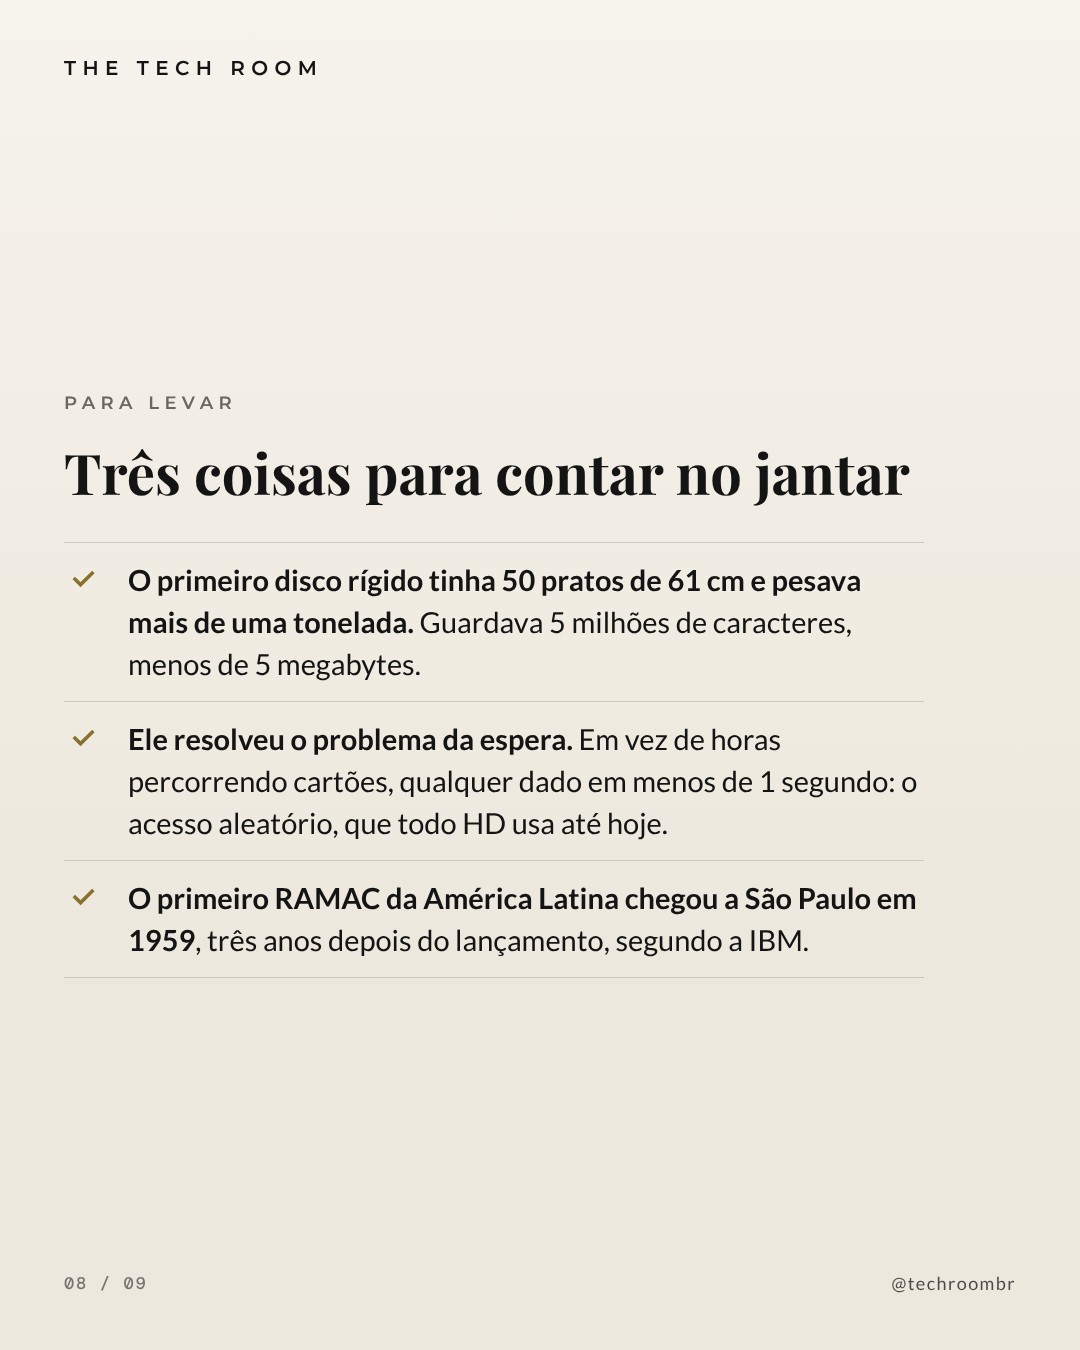 THE TECH ROOM
PARA LEVAR
Três coisas para contar no jantar
O primeiro disco rígido tinha 50 pratos de 61 cm e pesava
mais de uma tonelada. Guardava 5 milhões de caracteres,
menos de 5 megabytes.
Ele resolveu o problema da espera. Em vez de horas
percorrendo cartões, qualquer dado em menos de 1 segundo: o
acesso aleatório, que todo HD usa até hoje.
O primeiro RAMAC da América Latina chegou a São Paulo em
1959, três anos depois do lançamento, segundo a IBM.
08 / 09
@techroombr